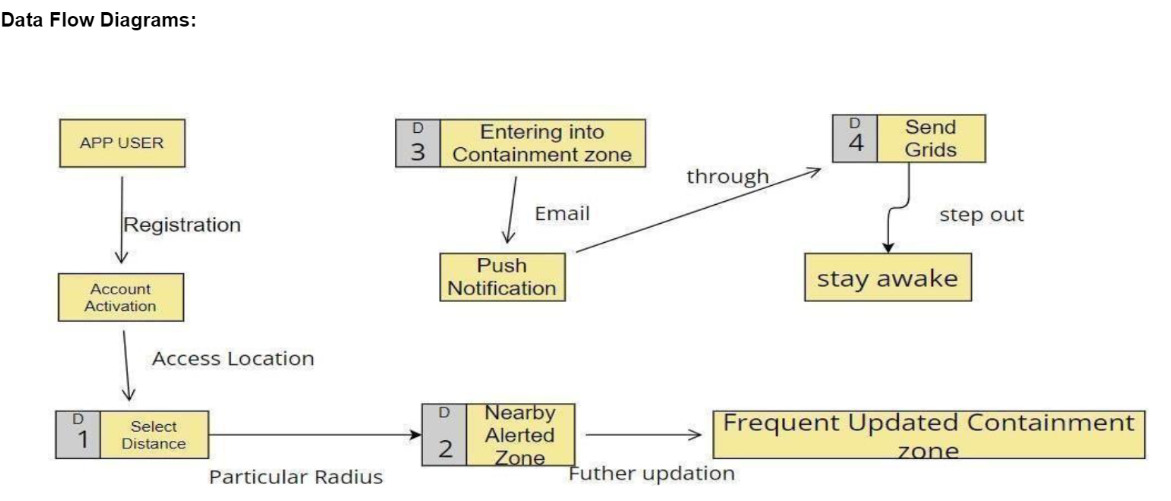 Data Flow Diagrams:
APP USER
Registration
Account
Activation
Access Location
D
1
Select
Distance
Particular Radius
D
2
Nearby
Alerted
Zone
Futher updation
Frequent Updated Containment
zone
D
3
Entering into
Containment zone
Email
Push
Notification
through
D
4
Send
Grids
step out
stay awake